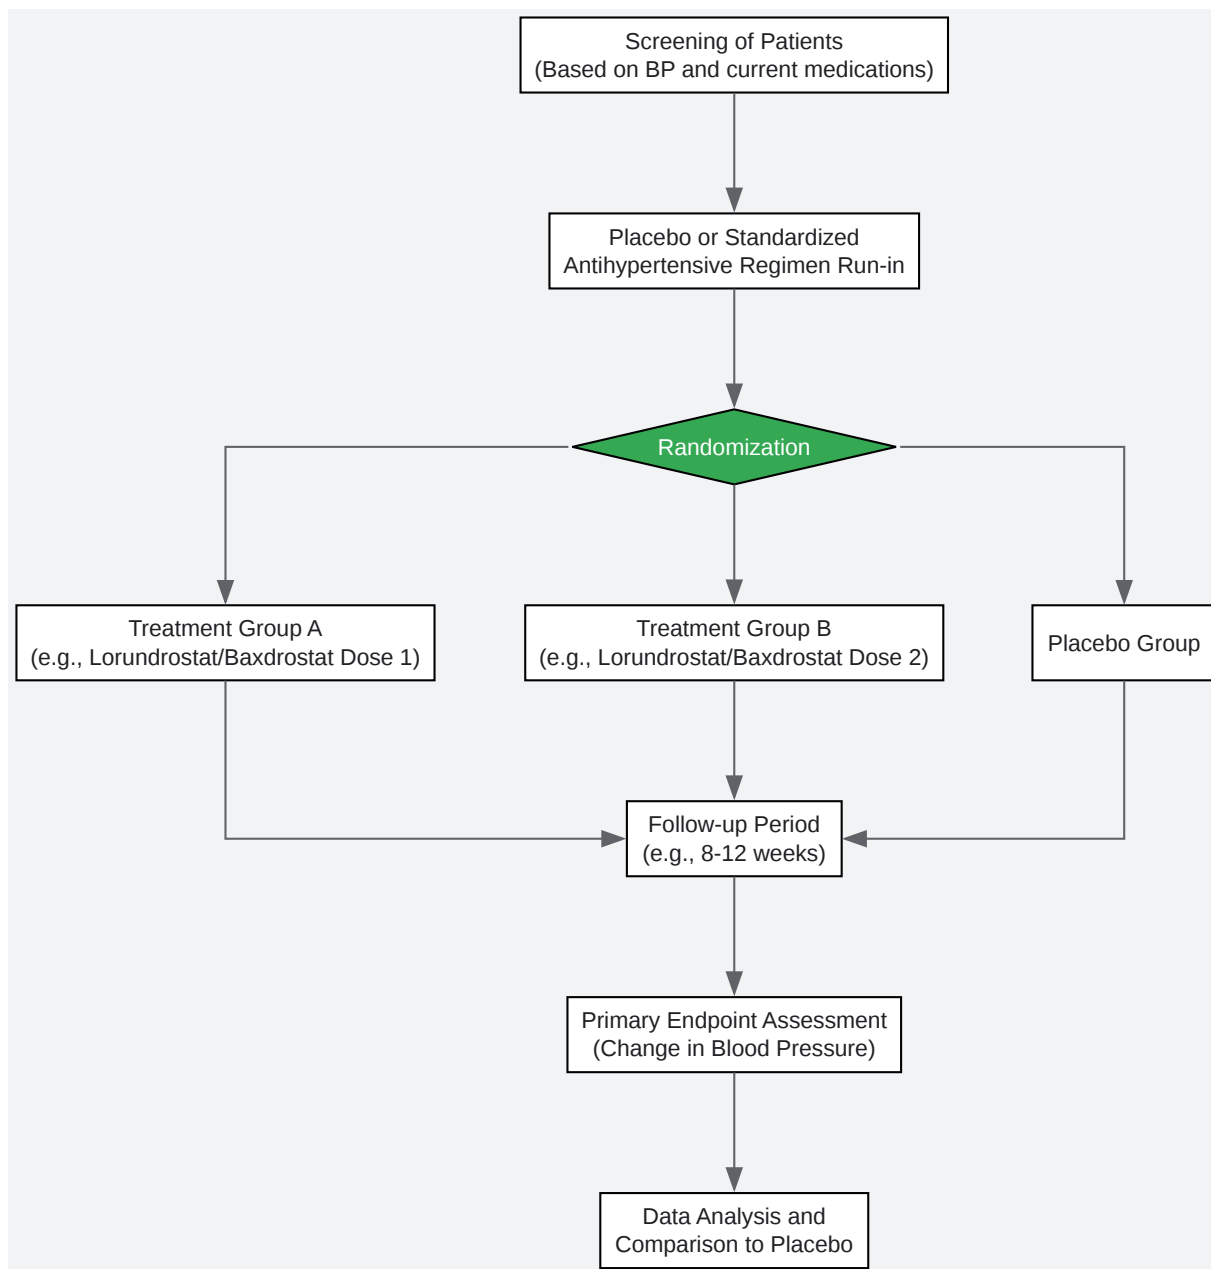 Screening of Patients
(Based on BP and current medications)
Placebo or Standardized
Antihypertensive Regimen Run-in
Randomization
Treatment Group A
(e.g., Lorundrostat/Baxdrostat Dose 1)
Treatment Group B
(e.g., Lorundrostat/Baxdrostat Dose 2)
Placebo Group
Follow-up Period
(e.g., 8-12 weeks)
Primary Endpoint Assessment
(Change in Blood Pressure)
Data Analysis and
Comparison to Placebo